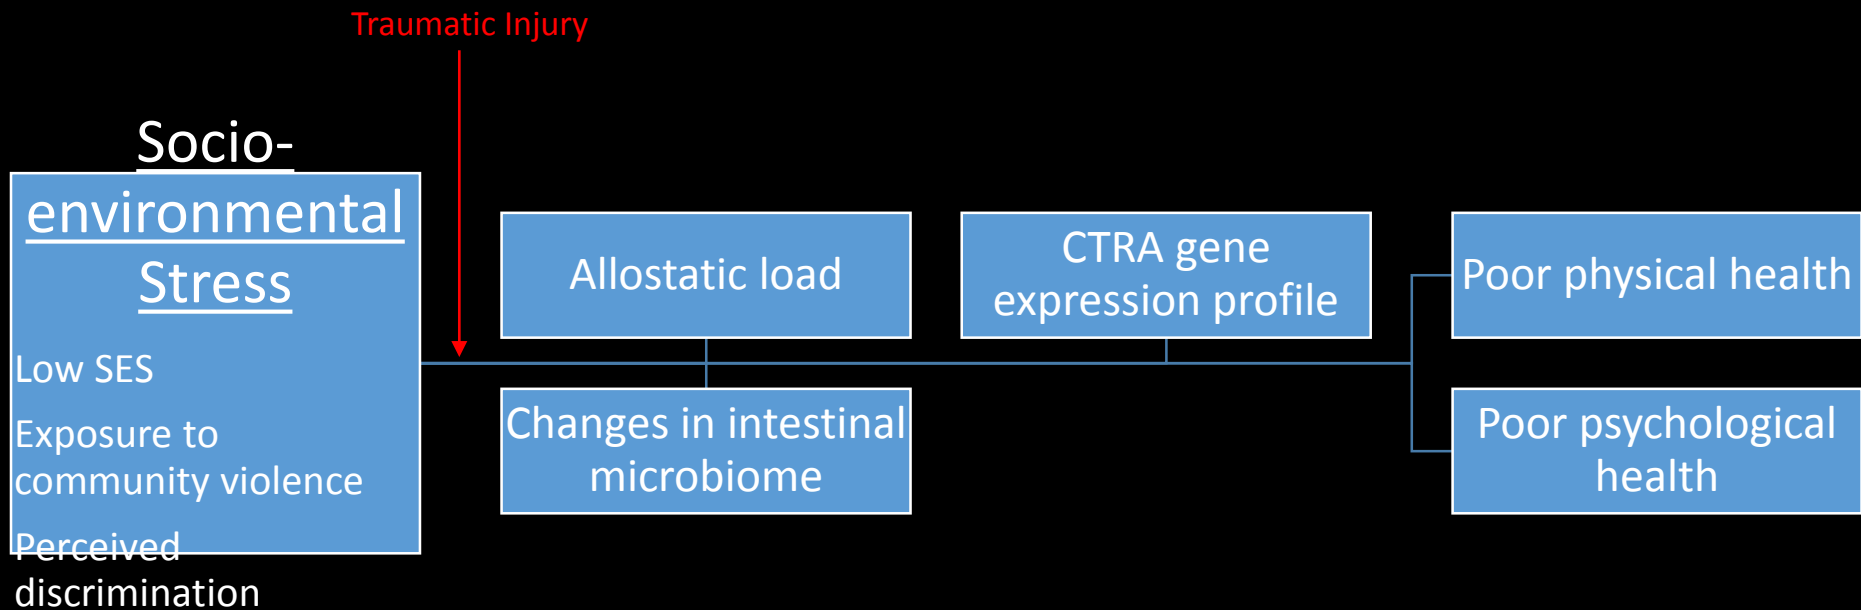 Traumatic Injury
Socio-
environmental
Stress
Low SES
Exposure to
community violence
Perceived
discrimination
Allostatic load
Changes in intestinal
microbiome
CTRA gene
expression profile
Poor physical health
Poor psychological
health